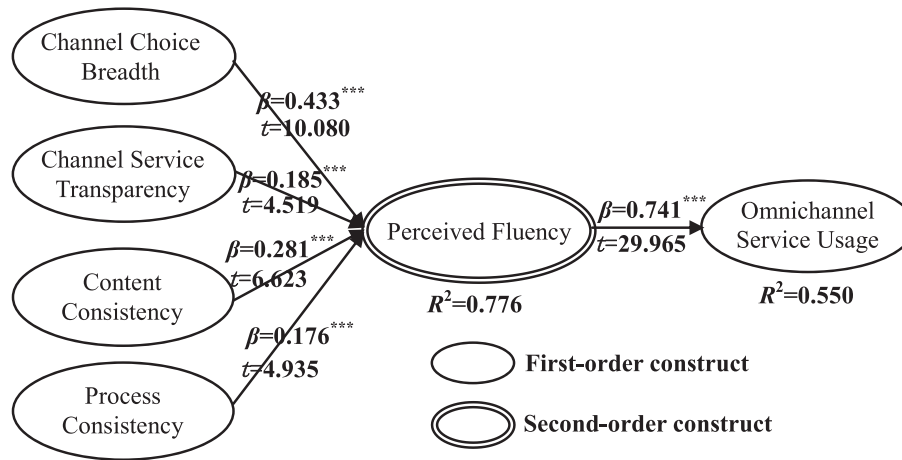 Channel Choice
Breadth
β=0.433***
t=10.080
Channel Service
Transparency
β=0.185***
t=4.519
Content
Consistency
β=0.281***
t=6.623
Process
Consistency
β=0.176***
t=4.935
Perceived Fluency
R²=0.776
β=0.741***
t=29.965
Omnichannel
Service Usage
R²=0.550
First-order construct
Second-order construct